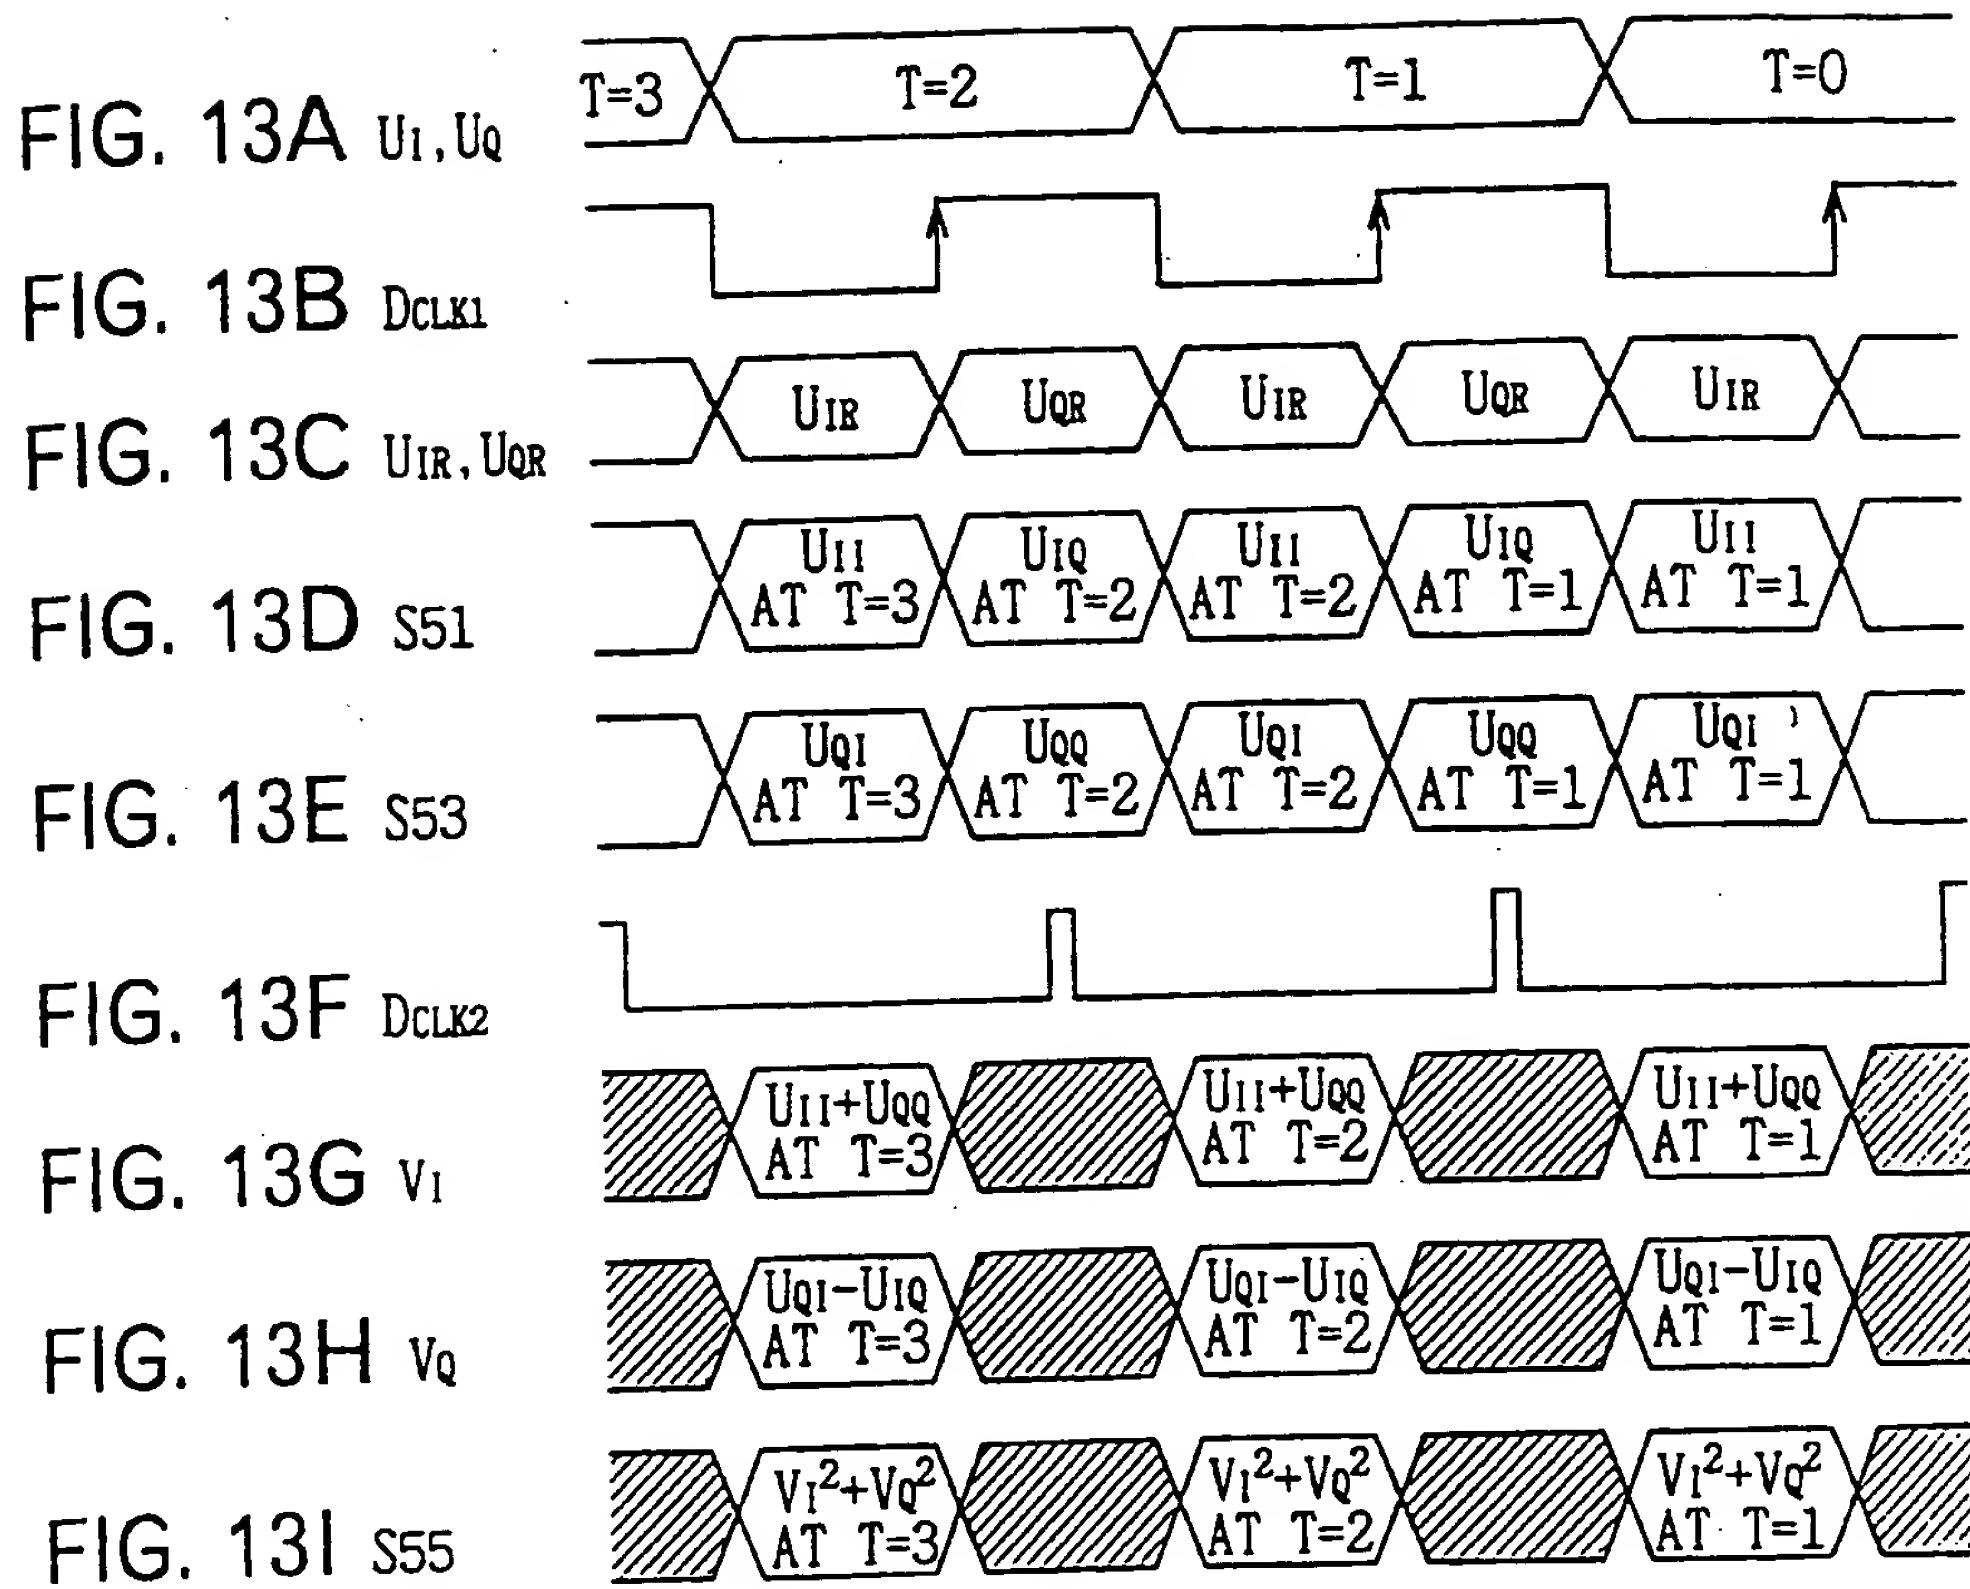 FIG. 13A UI, UQ T=3 T=2 T=1 T=0
FIG. 13B DCLK1
FIG. 13C UIR, UQR UIR UQR UIR UQR UIR
FIG. 13D S51 UII AT T=3 UIQ AT T=2 UII AT T=2 UIQ AT T=1 UII AT T=1
FIG. 13E S53 UQI AT T=3 UQQ AT T=2 UQI AT T=2 UQQ AT T=1 UQI AT T=1
FIG. 13F DCLK2
FIG. 13G VI UII+UQQ AT T=3 UII+UQQ AT T=2 UII+UQQ AT T=1
FIG. 13H VQ UQI-UIQ AT T=3 UQI-UIQ AT T=2 UQI-UIQ AT T=1
FIG. 13I S55 VI²+VQ² AT T=3 VI²+VQ² AT T=2 VI²+VQ² AT T=1